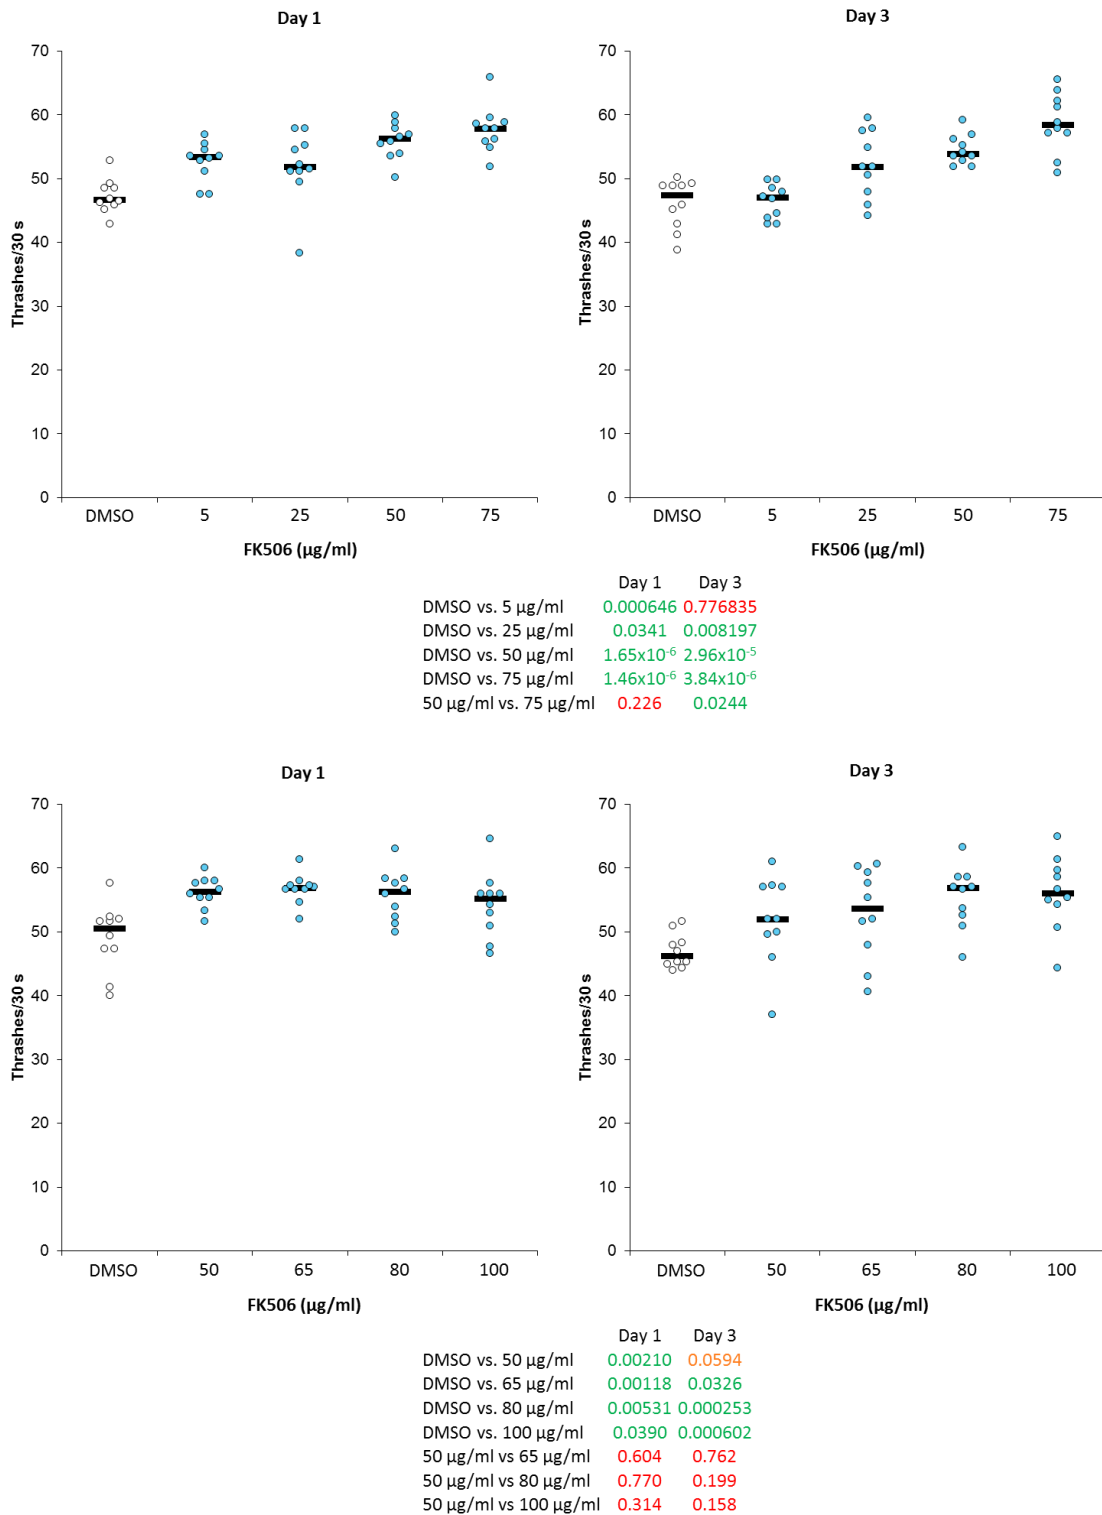 Day 1
70
60
50
40
30
20
10
0
Thrashes/30 s
DMSO 5 25 50 75
FK506 (µg/ml)
Day 3
70
60
50
40
30
20
10
0
Thrashes/30 s
DMSO 5 25 50 75
FK506 (µg/ml)
Day 1 Day 3
DMSO vs. 5 µg/ml 0.000646 0.776835
DMSO vs. 25 µg/ml 0.0341 0.008197
DMSO vs. 50 µg/ml 1.65x10⁻⁶ 2.96x10⁻⁵
DMSO vs. 75 µg/ml 1.46x10⁻⁶ 3.84x10⁻⁶
50 µg/ml vs. 75 µg/ml 0.226 0.0244
Day 1
70
60
50
40
30
20
10
0
Thrashes/30 s
DMSO 50 65 80 100
FK506 (µg/ml)
Day 3
70
60
50
40
30
20
10
0
Thrashes/30 s
DMSO 50 65 80 100
FK506 (µg/ml)
Day 1 Day 3
DMSO vs. 50 µg/ml 0.00210 0.0594
DMSO vs. 65 µg/ml 0.00118 0.0326
DMSO vs. 80 µg/ml 0.00531 0.000253
DMSO vs. 100 µg/ml 0.0390 0.000602
50 µg/ml vs 65 µg/ml 0.604 0.762
50 µg/ml vs 80 µg/ml 0.770 0.199
50 µg/ml vs 100 µg/ml 0.314 0.158